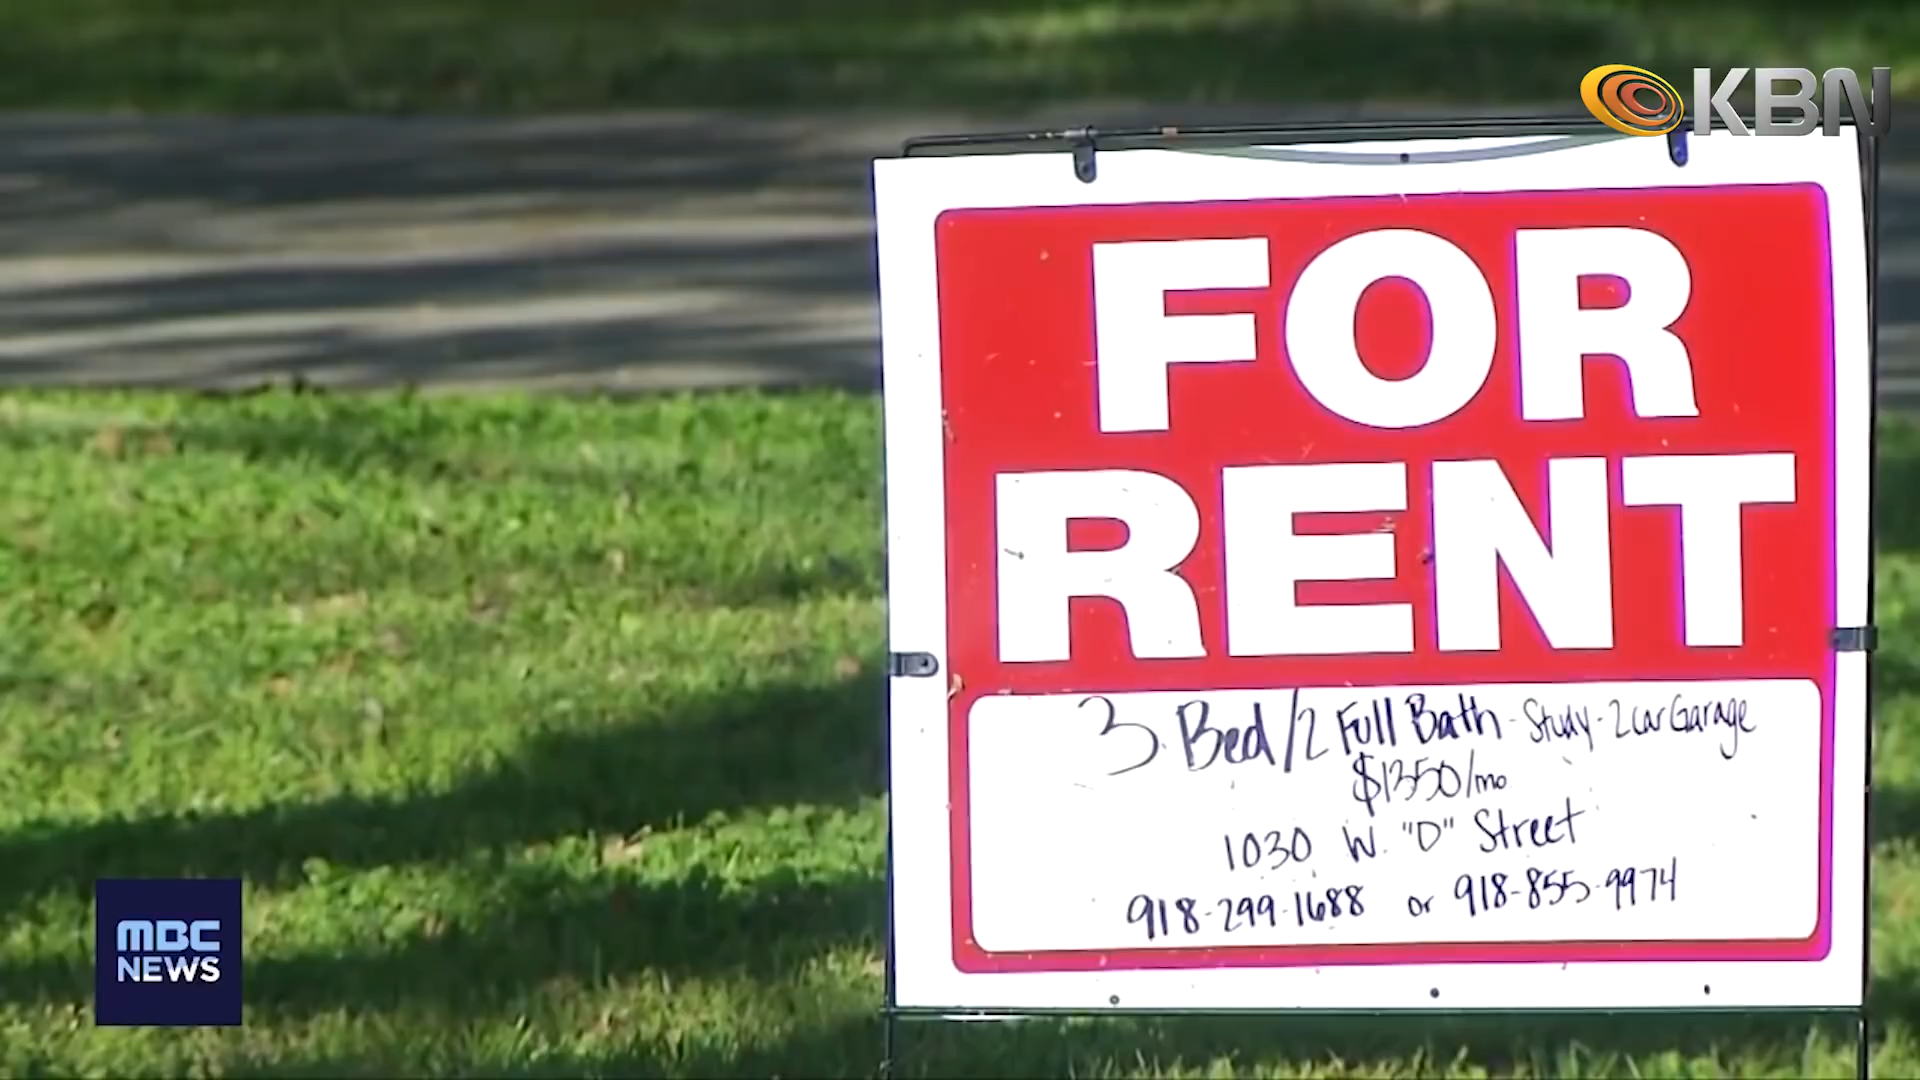 KBN
FOR
RENT
3 Bed/2 Full Bath - Study - 2 Car Garage
$1350/mo
1030 W. "D" Street
918-299-1688 or 918-855-9974
MBC
NEWS